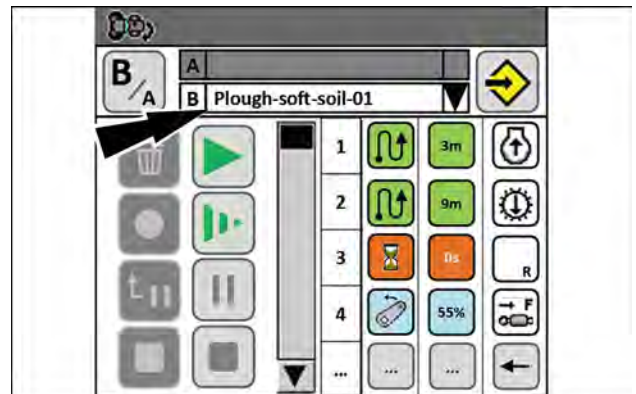 B/A
A
B Plough-soft-soil-01
1 3m
2 9m
3 0s R
4 55% F
... ... ...